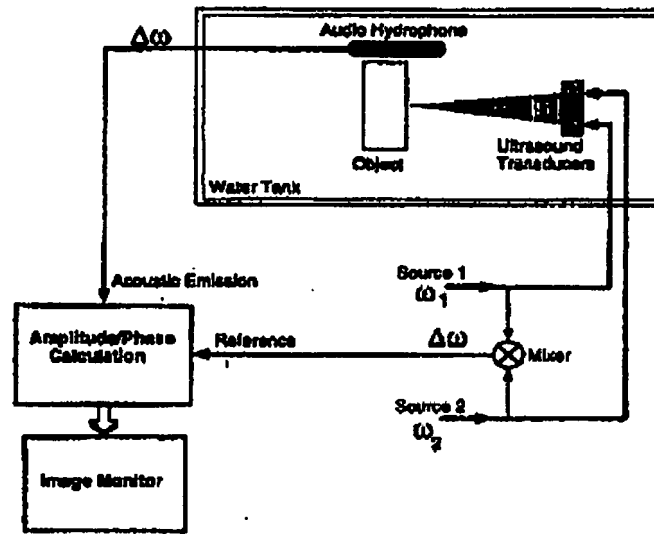 Audio Hydrophone
Δω
Object
Ultrasound
Transducers
Water Tank
Acoustic Emission
Source 1
ω1
Amplitude/Phase
Calculation
Reference
Δω
Mixer
Source 2
ω2
Image Monitor